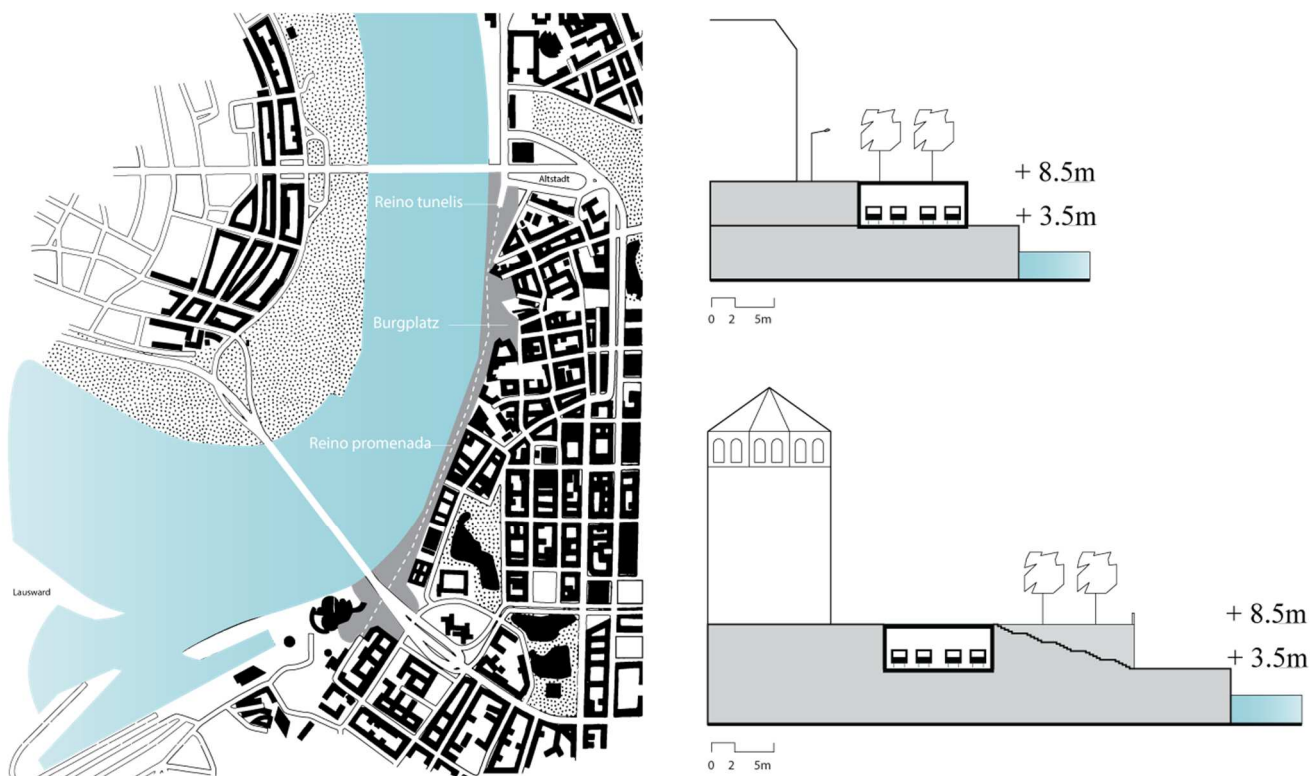 Altstadt
Reino tunelis
Burgplatz
Reino promenada
Lausward
+ 8.5m
+ 3.5m
0 2 5m
+ 8.5m
+ 3.5m
0 2 5m